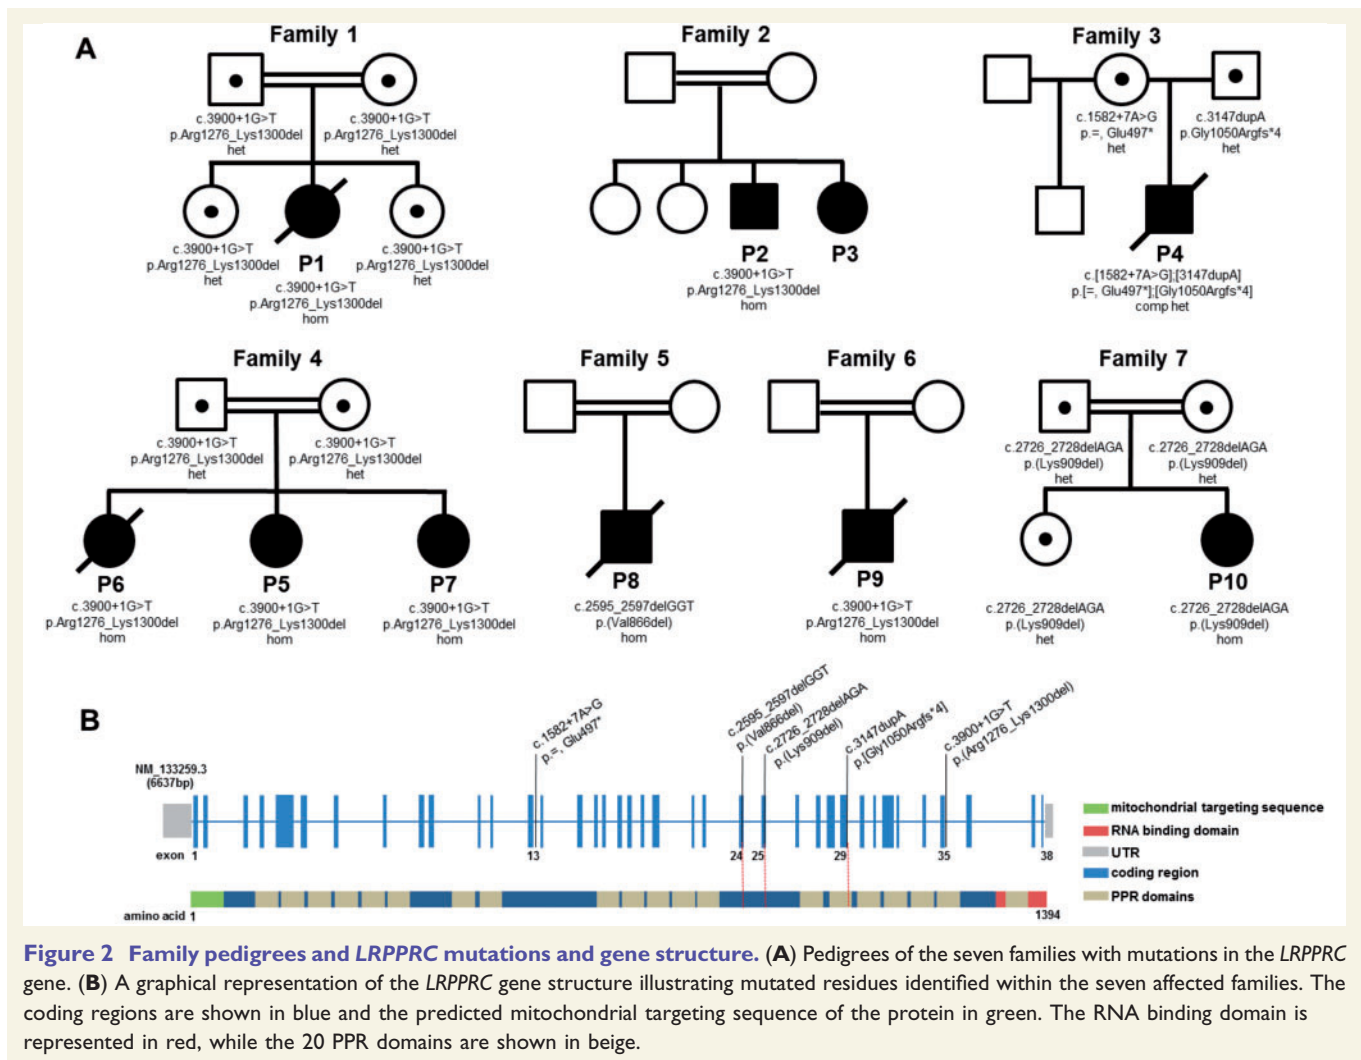 A
Family 1
Family 2
Family 3
c.3900+1G>T
p.Arg1276_Lys1300del
het
c.3900+1G>T
p.Arg1276_Lys1300del
het
c.1582+7A>G
p.=, Glu497*
het
c.3147dupA
p.Gly1050Argfs*4
het
c.3900+1G>T
p.Arg1276_Lys1300del
het
P1
c.3900+1G>T
p.Arg1276_Lys1300del
hom
c.3900+1G>T
p.Arg1276_Lys1300del
het
P2
c.3900+1G>T
p.Arg1276_Lys1300del
hom
P3
P4
c.[1582+7A>G];[3147dupA]
p.[=, Glu497*];[Gly1050Argfs*4]
comp het
Family 4
Family 5
Family 6
Family 7
c.3900+1G>T
p.Arg1276_Lys1300del
het
c.3900+1G>T
p.Arg1276_Lys1300del
het
c.2726_2728delAGA
p.(Lys909del)
het
c.2726_2728delAGA
p.(Lys909del)
het
P6
c.3900+1G>T
p.Arg1276_Lys1300del
hom
P5
c.3900+1G>T
p.Arg1276_Lys1300del
hom
P7
c.3900+1G>T
p.Arg1276_Lys1300del
hom
P8
c.2595_2597delGGT
p.(Val866del)
hom
P9
c.3900+1G>T
p.Arg1276_Lys1300del
hom
c.2726_2728delAGA
p.(Lys909del)
het
P10
c.2726_2728delAGA
p.(Lys909del)
hom
B
c.1582+7A>G
p.=, Glu497*
c.2595_2597delGGT
p.(Val866del)
c.2726_2728delAGA
p.(Lys909del)
c.3147dupA
p.[Gly1050Argfs*4]
c.3900+1G>T
p.(Arg1276_Lys1300del)
NM_133259.3
(6637bp)
exon 1 13 24 25 29 35 38
amino acid 1 1394
mitochondrial targeting sequence
RNA binding domain
UTR
coding region
PPR domains
Figure 2 Family pedigrees and LRPPRC mutations and gene structure. (A) Pedigrees of the seven families with mutations in the LRPPRC
gene. (B) A graphical representation of the LRPPRC gene structure illustrating mutated residues identified within the seven affected families. The
coding regions are shown in blue and the predicted mitochondrial targeting sequence of the protein in green. The RNA binding domain is
represented in red, while the 20 PPR domains are shown in beige.